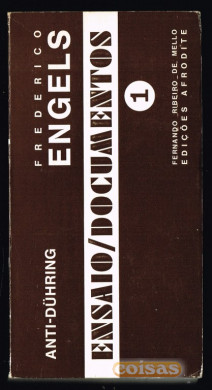 FREDERICO
ENGELS
ANTI-DÜHRING
ENSAIO/DOCUMENTOS
1
FERNANDO RIBEIRO DE MELLO
EDIÇÕES AFRODITE
coisas